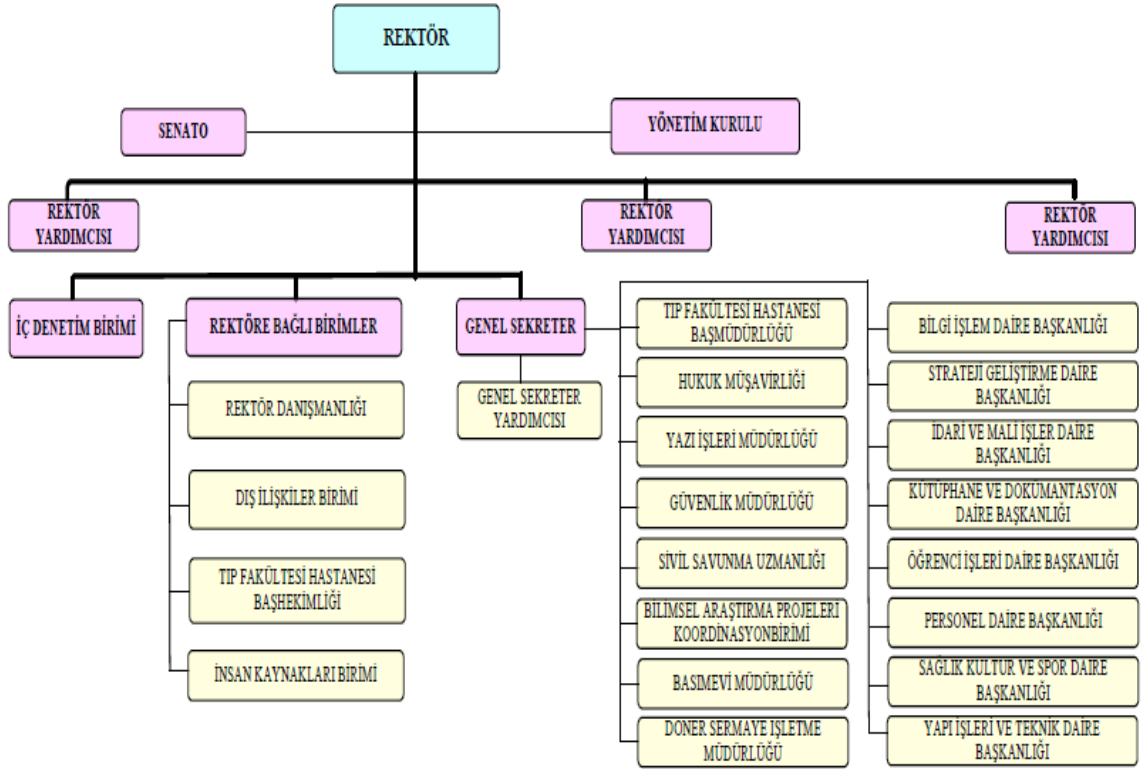 REKTÖR
SENATO
YÖNETİM KURULU
REKTÖR
YARDIMCISI
REKTÖR
YARDIMCISI
REKTÖR
YARDIMCISI
İÇ DENETİM BİRİMİ
REKTÖRE BAĞLI BİRİMLER
REKTÖR DANIŞMANLIĞI
DIŞ İLİŞKİLER BİRİMİ
TIP FAKÜLTESİ HASTANESİ
BAŞHEKİMLİĞİ
İNSAN KAYNAKLARI BİRİMİ
GENEL SEKRETER
GENEL SEKRETER
YARDIMCISI
TIP FAKÜLTESİ HASTANESİ
BAŞMÜDÜRLÜĞÜ
HUKUK MÜŞAVİRLİĞİ
YAZI İŞLERİ MÜDÜRLÜĞÜ
GÜVENLİK MÜDÜRLÜĞÜ
SİVİL SAVUNMA UZMANLIĞI
BİLİMSEL ARAŞTIRMA PROJELERİ
KOORDİNASYONBİRİMİ
BASIMEVİ MÜDÜRLÜĞÜ
DÖNER SERMAYE İŞLETME
MÜDÜRLÜĞÜ
BİLGİ İŞLEM DAİRE BAŞKANLIĞI
STRATEJİ GELİŞTİRME DAİRE
BAŞKANLIĞI
İDARİ VE MALİ İŞLER DAİRE
BAŞKANLIĞI
KÜTÜPHANE VE DOKÜMANTASYON
DAİRE BAŞKANLIĞI
ÖĞRENCİ İŞLERİ DAİRE BAŞKANLIĞI
PERSONEL DAİRE BAŞKANLIĞI
SAĞLIK KÜLTÜR VE SPOR DAİRE
BAŞKANLIĞI
YAPI İŞLERİ VE TEKNİK DAİRE
BAŞKANLIĞI